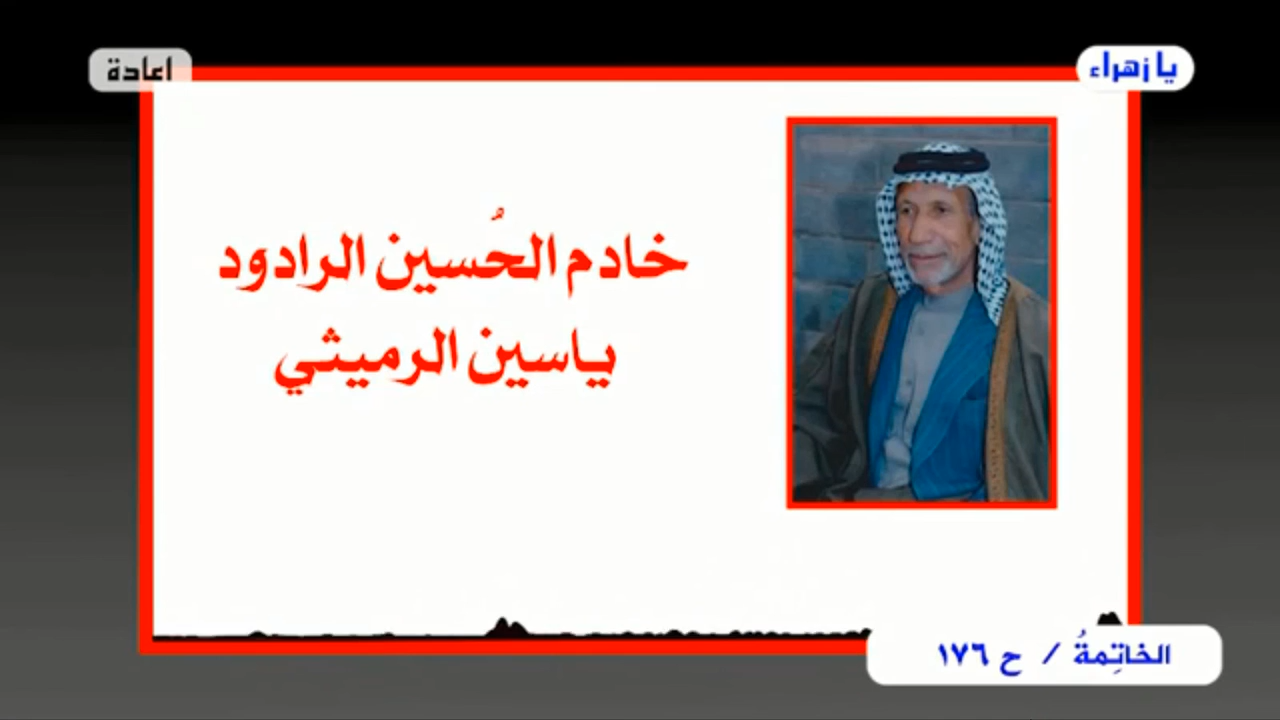 يا زهراء
اعادة
خادم الحُسين الرادود
ياسين الرميثي
الخاتِمةُ / ح ١٧٦